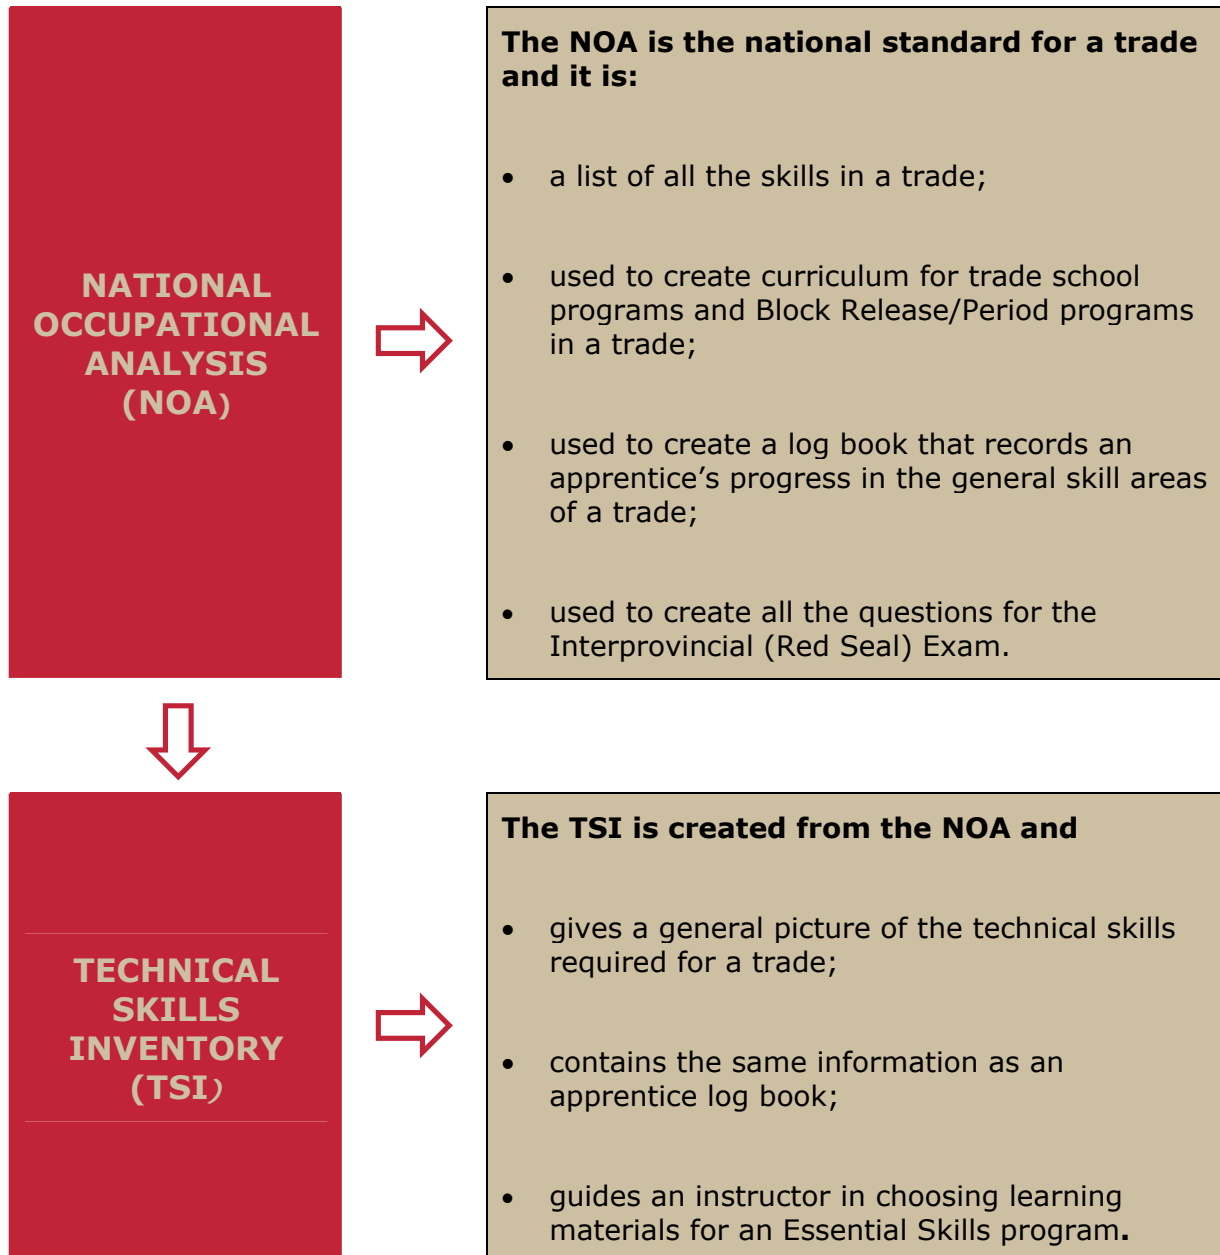 NATIONAL
OCCUPATIONAL
ANALYSIS
(NOA)
The NOA is the national standard for a trade
and it is:
• a list of all the skills in a trade;
• used to create curriculum for trade school
programs and Block Release/Period programs
in a trade;
• used to create a log book that records an
apprentice’s progress in the general skill areas
of a trade;
• used to create all the questions for the
Interprovincial (Red Seal) Exam.
TECHNICAL
SKILLS
INVENTORY
(TSI)
The TSI is created from the NOA and
• gives a general picture of the technical skills
required for a trade;
• contains the same information as an
apprentice log book;
• guides an instructor in choosing learning
materials for an Essential Skills program.